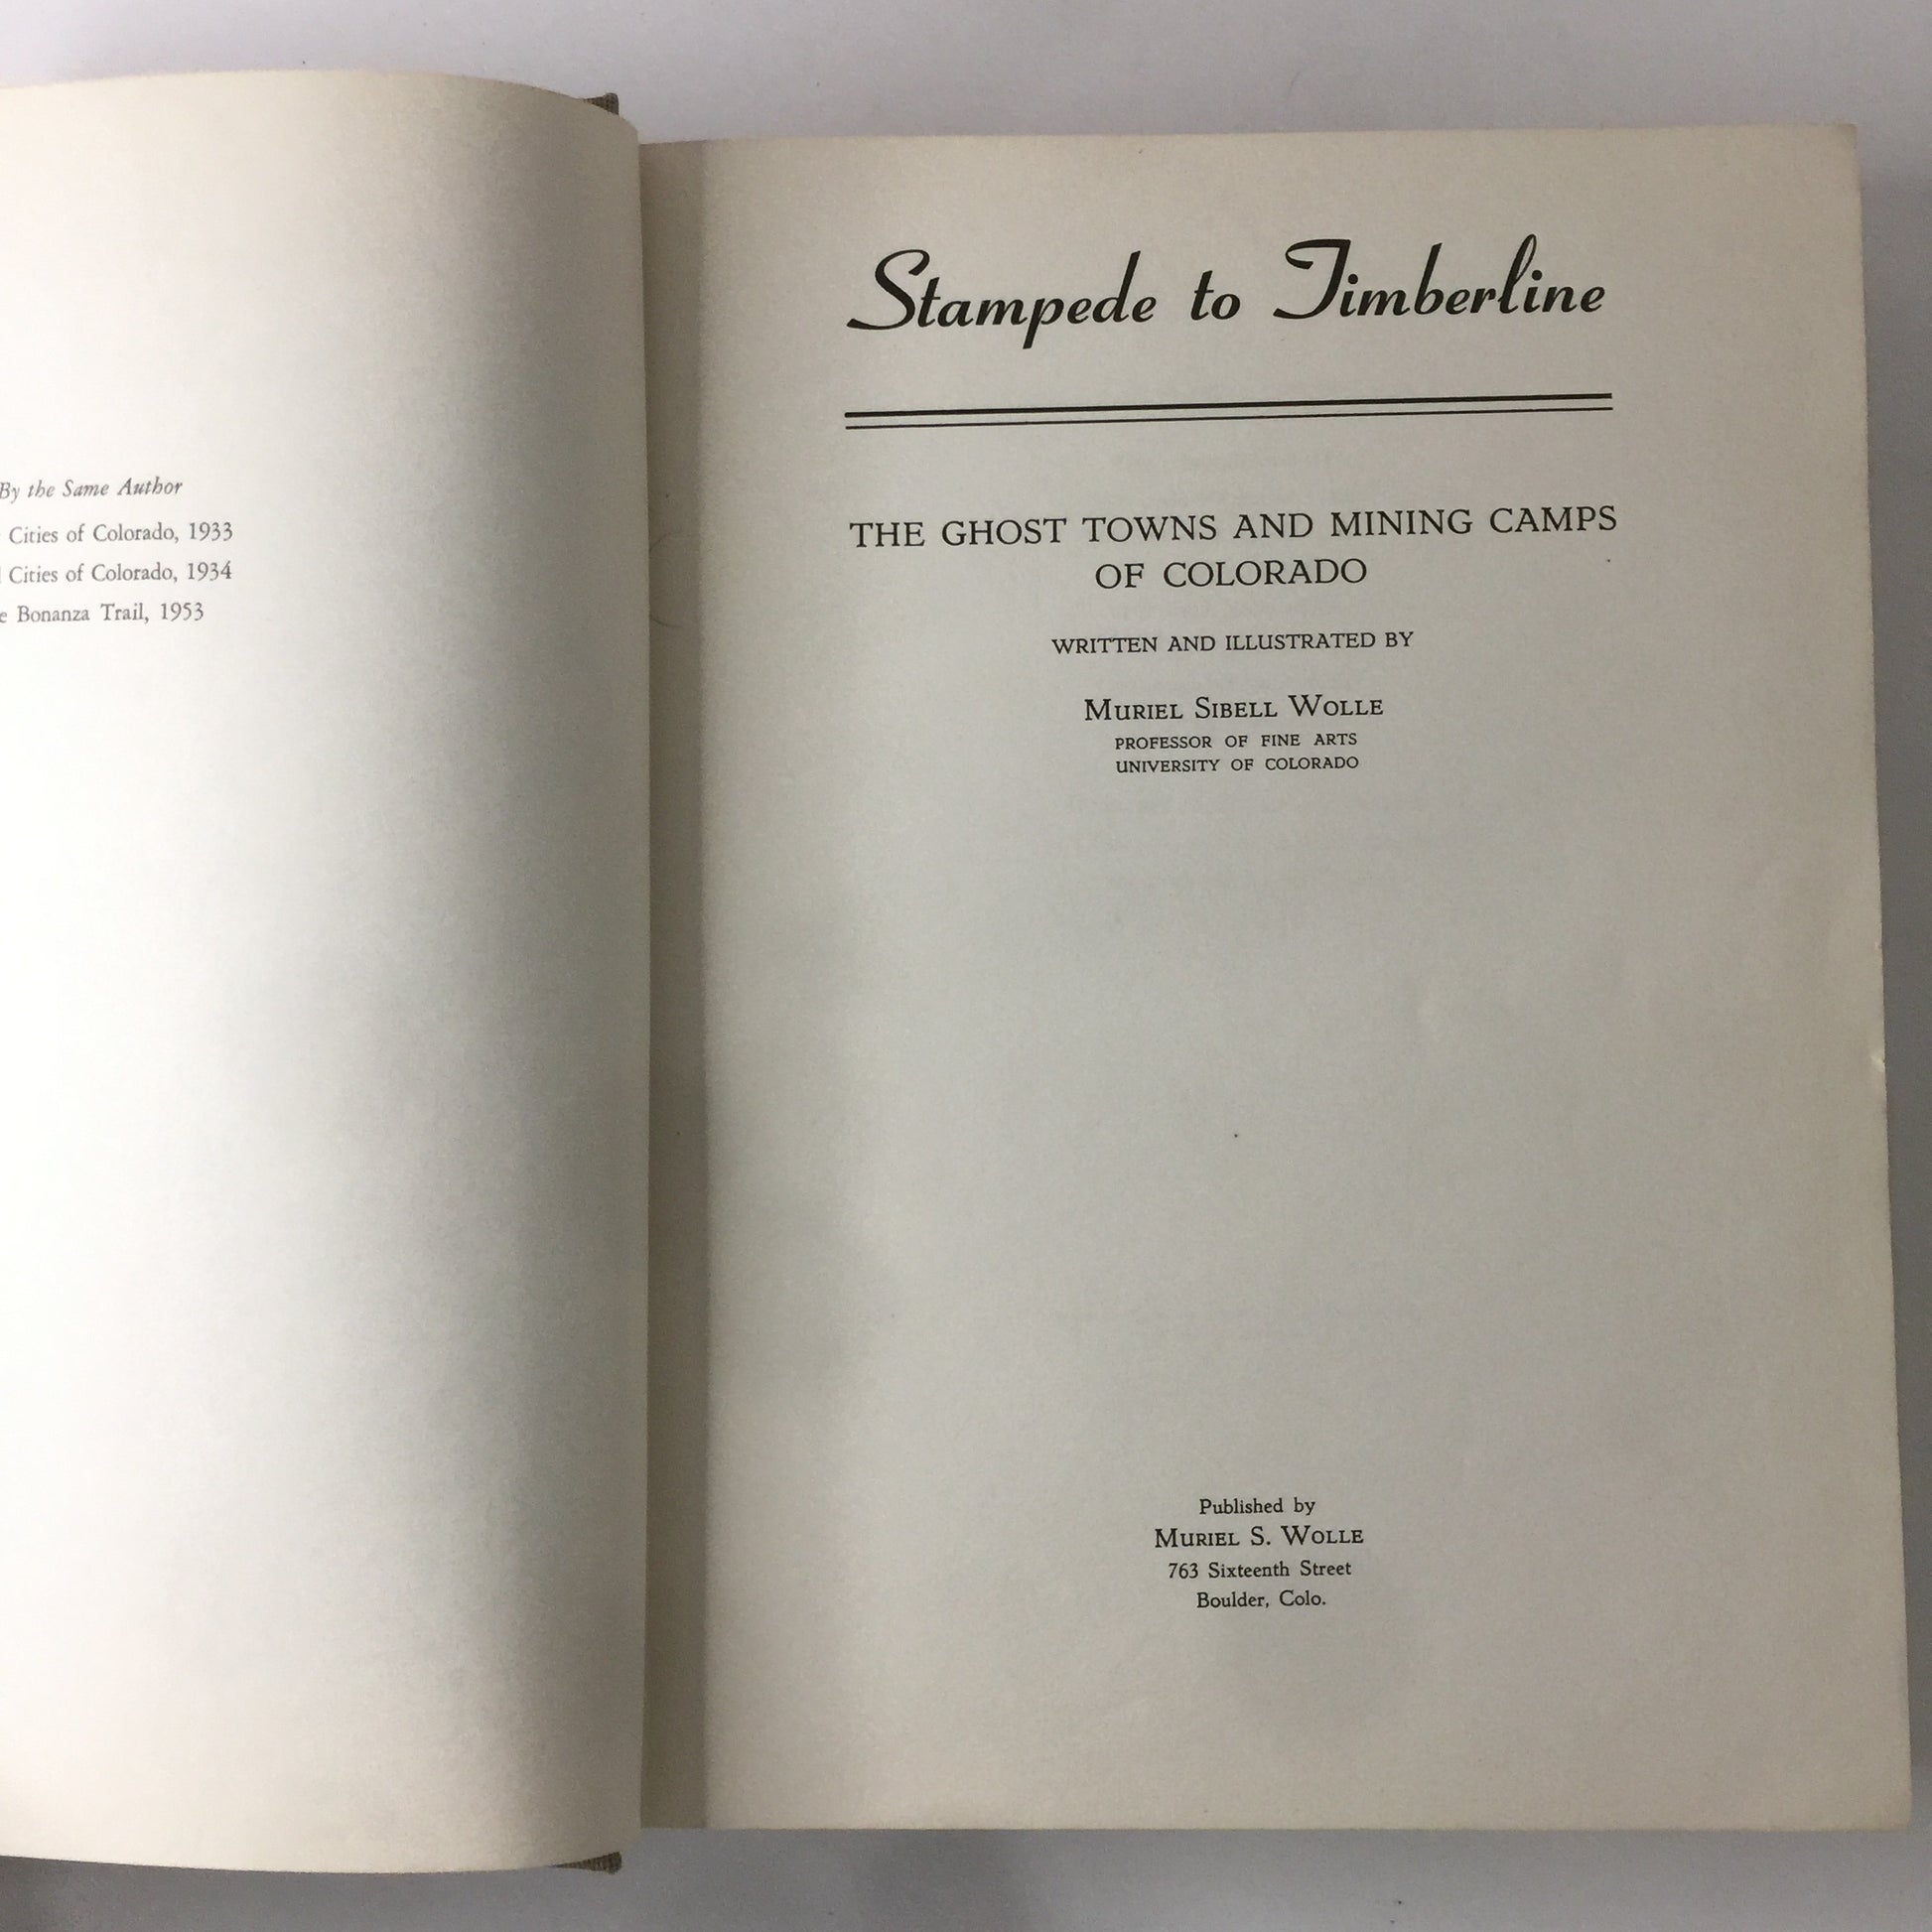 By the Same Author
Cities of Colorado, 1933
Cities of Colorado, 1934
Bonanza Trail, 1953
Stampede to Timberline
THE GHOST TOWNS AND MINING CAMPS
OF COLORADO
WRITTEN AND ILLUSTRATED BY
MURIEL SIBELL WOLLE
PROFESSOR OF FINE ARTS
UNIVERSITY OF COLORADO
Published by
MURIEL S. WOLLE
763 Sixteenth Street
Boulder, Colo.